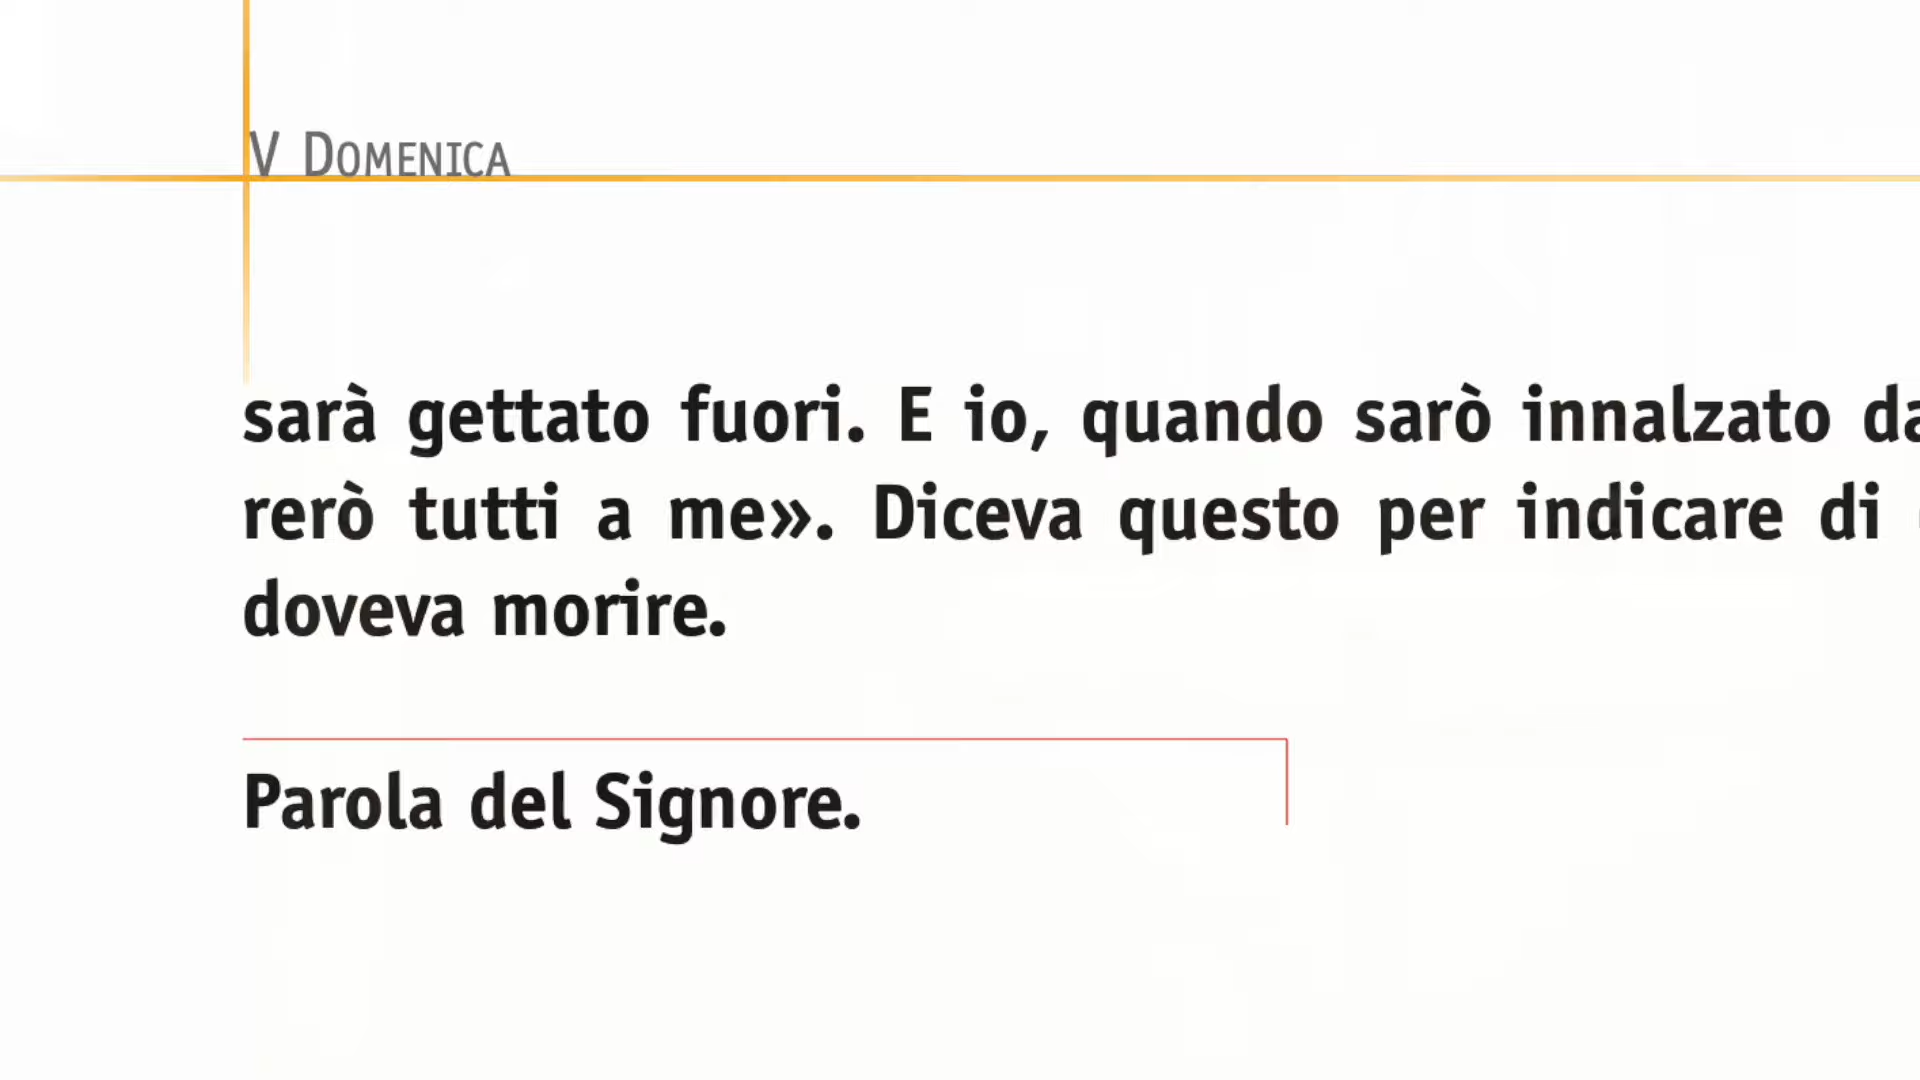 V DOMENICA
sarà gettato fuori. E io, quando sarò innalzato
rerò tutti a me». Diceva questo per indicare di
doveva morire.
Parola del Signore.